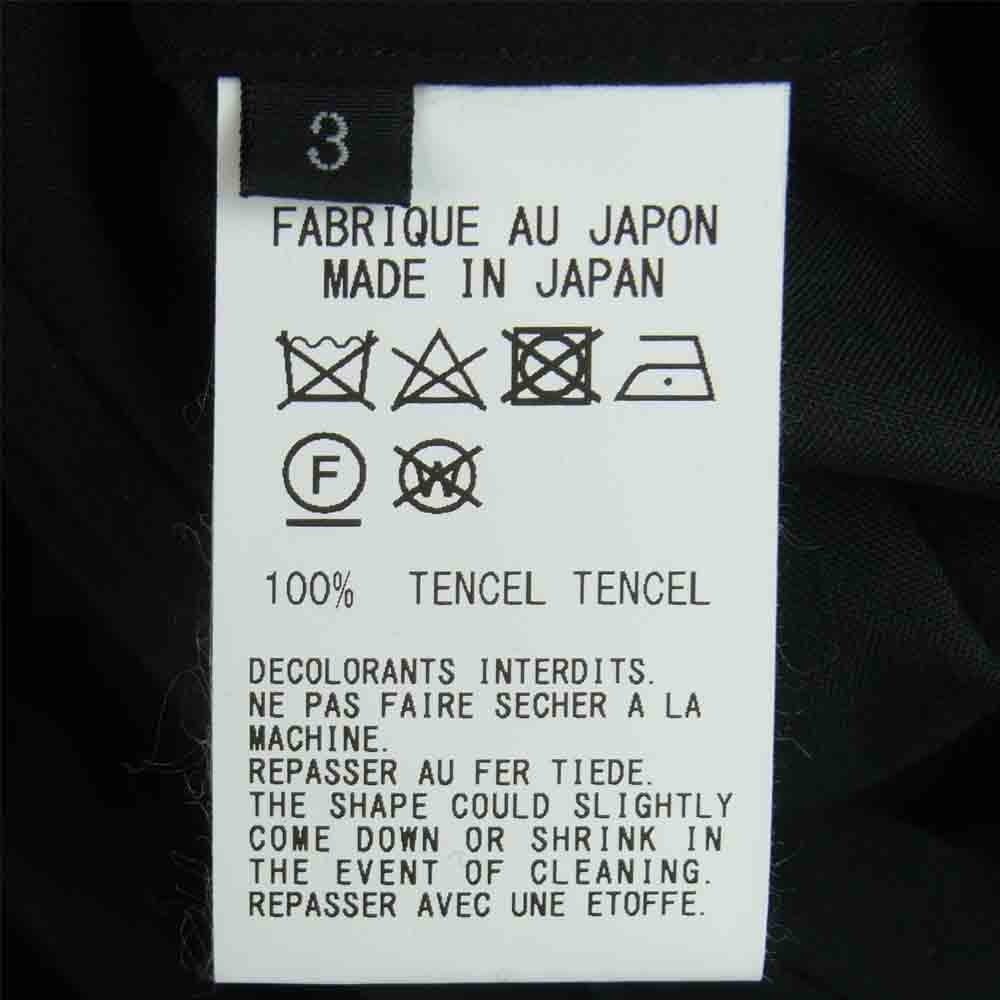 3
FABRIQUE AU JAPON
MADE IN JAPAN
F
W
100% TENCEL TENCEL
DECOLORANTS INTERDITS.
NE PAS FAIRE SECHER A LA
MACHINE.
REPASSER AU FER TIEDE.
THE SHAPE COULD SLIGHTLY
COME DOWN OR SHRINK IN
THE EVENT OF CLEANING.
REPASSER AVEC UNE ETOFFE.